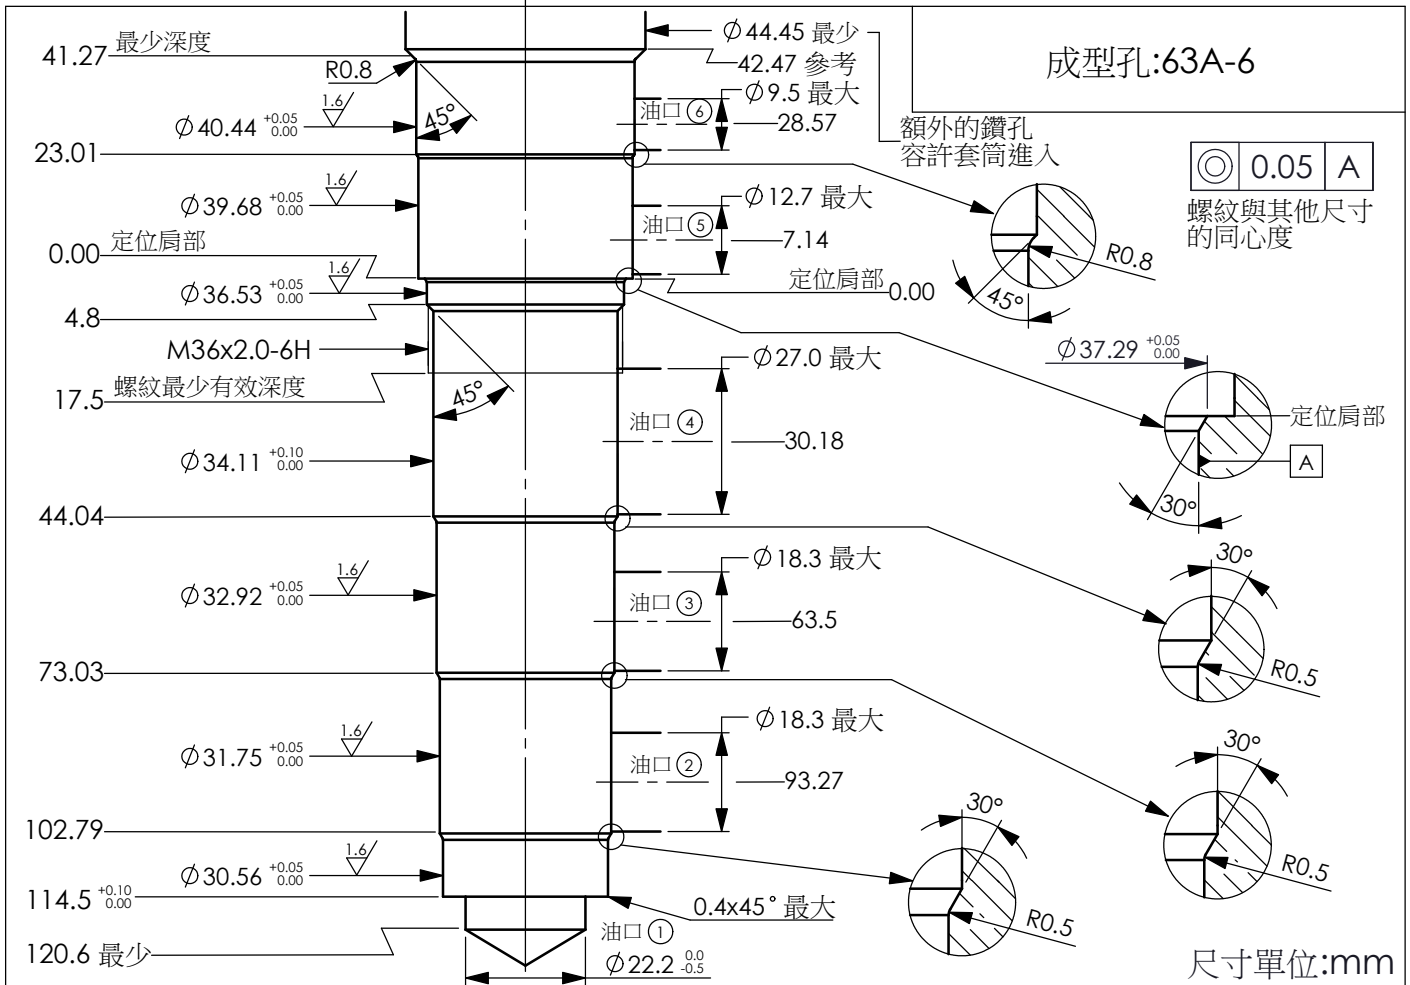 成型孔:63A-6
41.27 最少深度
R0.8
45°
Ø44.45 最少
42.47 參考
Ø9.5 最大
油口 ⑥
28.57
額外的鑽孔
容許套筒進入
1.6
Ø40.44 +0.05 0.00
23.01
◎ 0.05 A
螺紋與其他尺寸
的同心度
1.6
Ø39.68 +0.05 0.00
Ø12.7 最大
油口 ⑤
7.14
R0.8
45°
0.00 定位肩部
定位肩部 0.00
1.6
Ø36.53 +0.05 0.00
4.8
M36x2.0-6H
17.5 螺紋最少有效深度
45°
Ø27.0 最大
油口 ④
30.18
Ø37.29 +0.05 0.00
定位肩部
A
30°
Ø34.11 +0.10 0.00
44.04
1.6
Ø32.92 +0.05 0.00
Ø18.3 最大
油口 ③
63.5
30°
R0.5
73.03
1.6
Ø31.75 +0.05 0.00
Ø18.3 最大
油口 ②
93.27
30°
R0.5
102.79
1.6
Ø30.56 +0.05 0.00
30°
R0.5
114.5 +0.10 0.00
0.4x45° 最大
120.6 最少
油口 ①
Ø22.2 0.0 -0.5
尺寸單位:mm